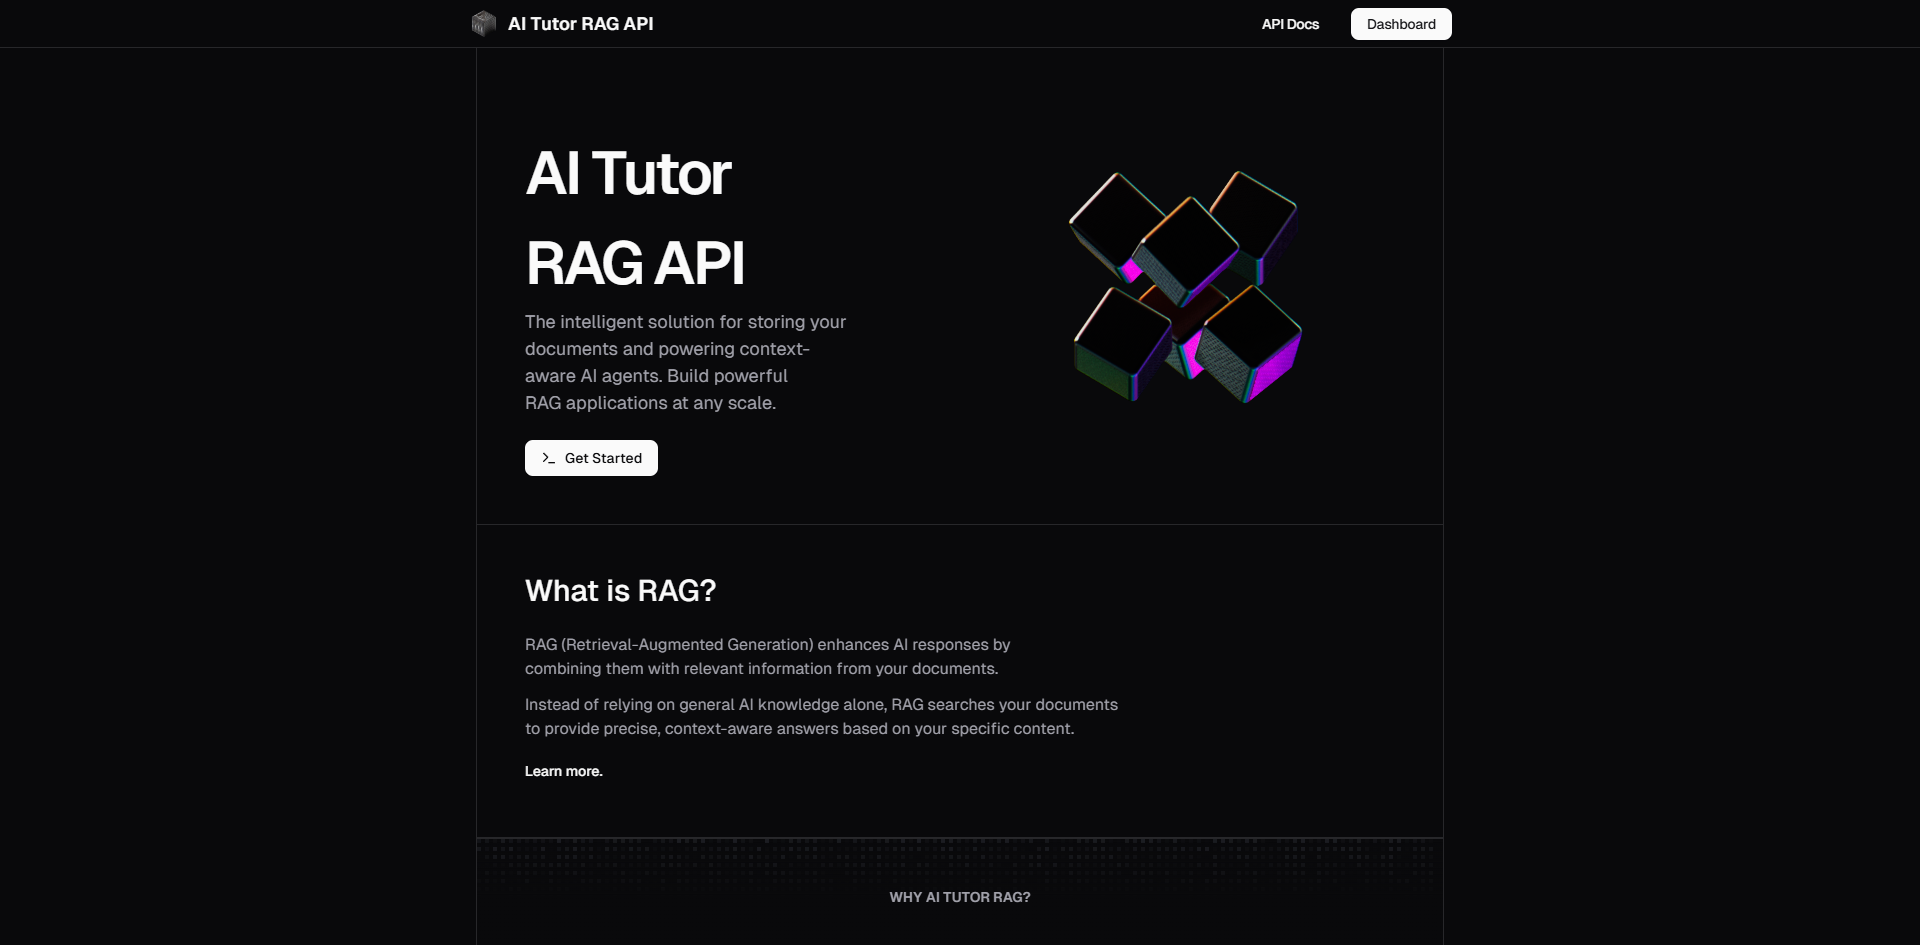 AI Tutor RAG API
API Docs
Dashboard
AI Tutor
RAG API
The intelligent solution for storing your
documents and powering context-
aware AI agents. Build powerful
RAG applications at any scale.
Get Started
What is RAG?
RAG (Retrieval-Augmented Generation) enhances AI responses by
combining them with relevant information from your documents.
Instead of relying on general AI knowledge alone, RAG searches your documents
to provide precise, context-aware answers based on your specific content.
Learn more.
WHY AI TUTOR RAG?